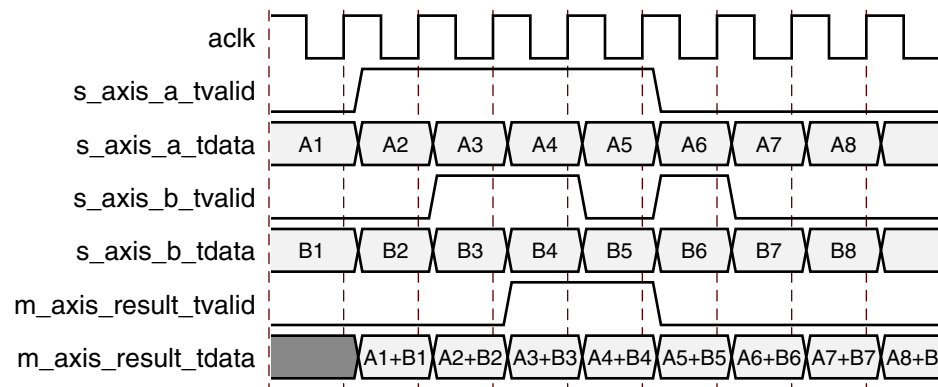 aclk
s_axis_a_tvalid
s_axis_a_tdata A1 A2 A3 A4 A5 A6 A7 A8
s_axis_b_tvalid
s_axis_b_tdata B1 B2 B3 B4 B5 B6 B7 B8
m_axis_result_tvalid
m_axis_result_tdata A1+B1 A2+B2 A3+B3 A4+B4 A5+B5 A6+B6 A7+B7 A8+B